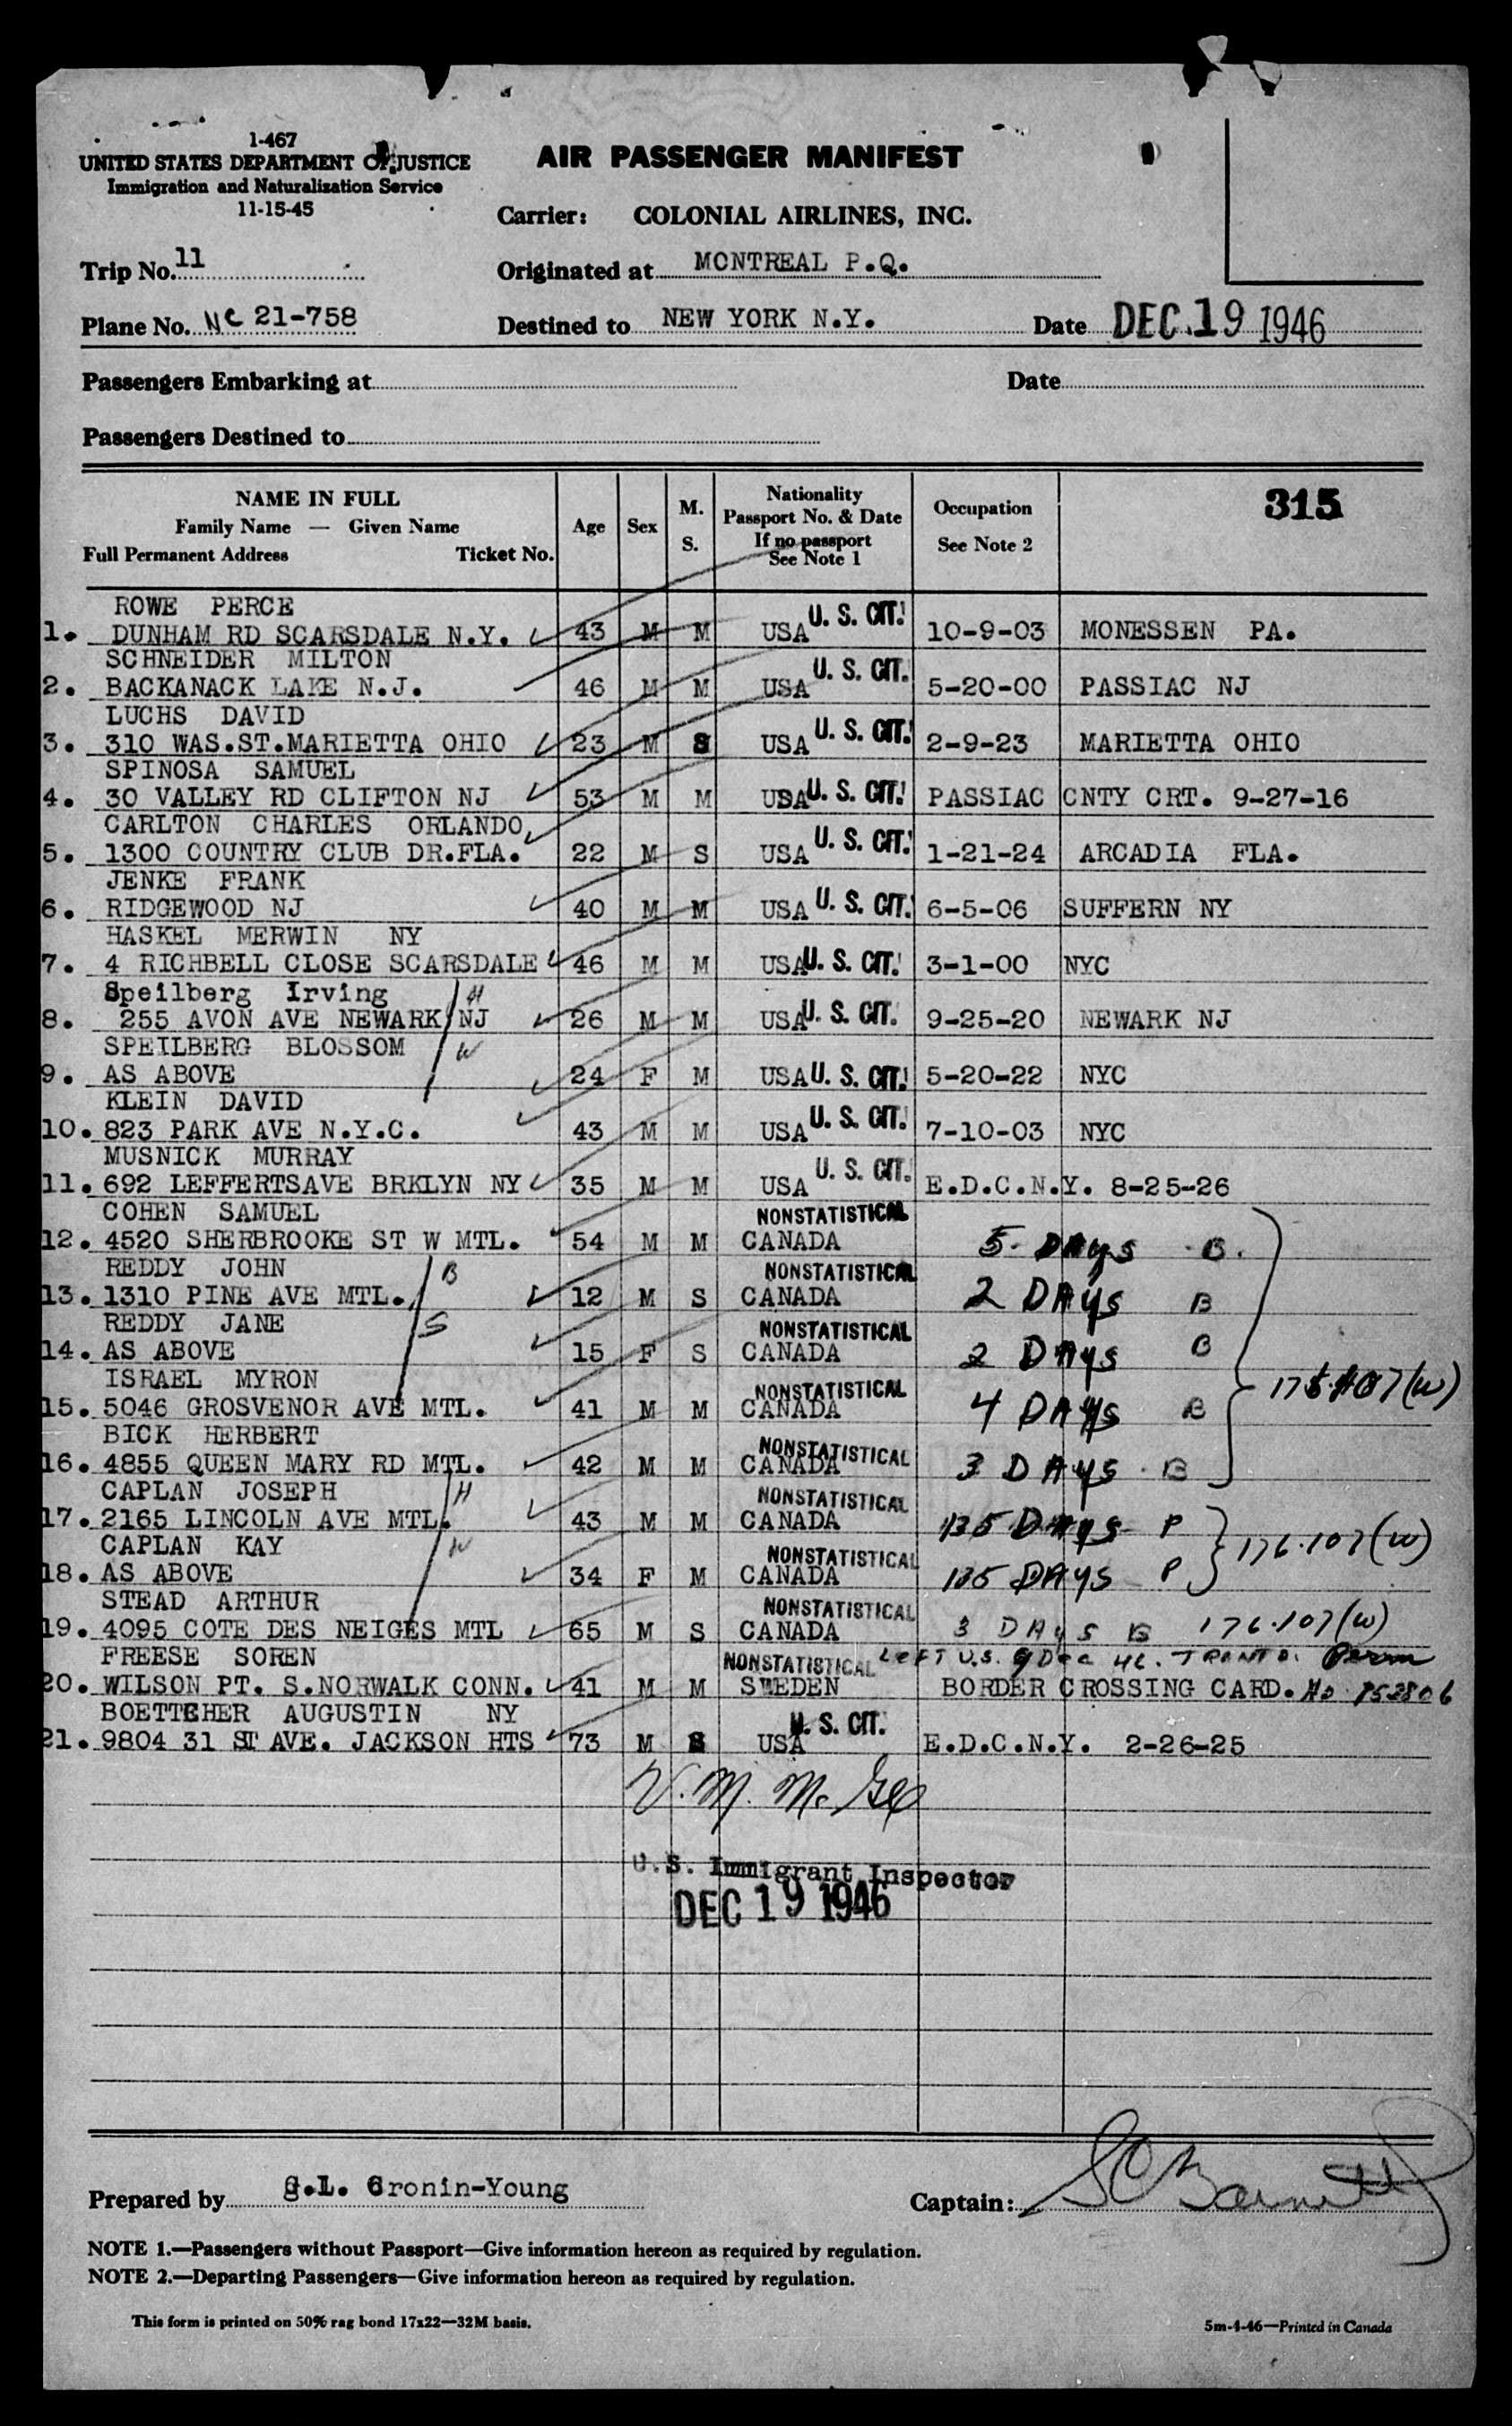 1-467
UNITED STATES DEPARTMENT OF JUSTICE
Immigration and Naturalization Service
11-15-45
AIR PASSENGER MANIFEST
Carrier: COLONIAL AIRLINES, INC.
Trip No. 11
Originated at MONTREAL P.Q.
Plane No. NC 21-758
Destined to NEW YORK N.Y.
Date DEC. 19 1946
Passengers Embarking at
Date
Passengers Destined to
NAME IN FULL
Family Name — Given Name
Full Permanent Address Ticket No.
Age
Sex
M. S.
Nationality
Passport No. & Date
If no passport
See Note 1
Occupation
See Note 2
315
ROWE PERCE
1. DUNHAM RD SCARSDALE N.Y. 43 M M USA U. S. CIT. 10-9-03 MONESSEN PA.
SCHNEIDER MILTON
2. BACKANACK LAKE N.J. 46 M M USA U. S. CIT. 5-20-00 PASSIAC NJ
LUCHS DAVID
3. 310 WAS.ST.MARIETTA OHIO 23 M S USA U. S. CIT. 2-9-23 MARIETTA OHIO
SPINOSA SAMUEL
4. 30 VALLEY RD CLIFTON NJ 53 M M USA U. S. CIT. PASSIAC CNTY CRT. 9-27-16
CARLTON CHARLES ORLANDO,
5. 1300 COUNTRY CLUB DR.FLA. 22 M S USA U. S. CIT. 1-21-24 ARCADIA FLA.
JENKE FRANK
6. RIDGEWOOD NJ 40 M M USA U. S. CIT. 6-5-06 SUFFERN NY
HASKEL MERWIN NY
7. 4 RICHBELL CLOSE SCARSDALE 46 M M USA U. S. CIT. 3-1-00 NYC
Speilberg Irving H
8. 255 AVON AVE NEWARK NJ 26 M M USA U. S. CIT. 9-25-20 NEWARK NJ
SPEILBERG BLOSSOM W
9. AS ABOVE 24 F M USA U. S. CIT. 5-20-22 NYC
KLEIN DAVID
10. 823 PARK AVE N.Y.C. 43 M M USA U. S. CIT. 7-10-03 NYC
MUSNICK MURRAY
11. 692 LEFFERTSAVE BRKLYN NY 35 M M USA U. S. CIT. E.D.C.N.Y. 8-25-26
COHEN SAMUEL NONSTATISTICAL
12. 4520 SHERBROOKE ST W MTL. 54 M M CANADA 5 DAYS B.
REDDY JOHN B NONSTATISTICAL
13. 1310 PINE AVE MTL. 12 M S CANADA 2 DAYS B
REDDY JANE S NONSTATISTICAL
14. AS ABOVE 15 F S CANADA 2 DAYS B
ISRAEL MYRON NONSTATISTICAL
15. 5046 GROSVENOR AVE MTL. 41 M M CANADA 4 DAYS B
BICK HERBERT NONSTATISTICAL
16. 4855 QUEEN MARY RD MTL. 42 M M CANADA 3 DAYS B
CAPLAN JOSEPH H NONSTATISTICAL
17. 2165 LINCOLN AVE MTL. 43 M M CANADA DAYS P 176.107(W)
CAPLAN KAY W NONSTATISTICAL
18. AS ABOVE 34 F M CANADA DAYS P
STEAD ARTHUR NONSTATISTICAL
19. 4095 COTE DES NEIGES MTL 65 M S CANADA 3 DAYS B 176.107(W)
FREESE SOREN NONSTATISTICAL LEFT U.S. 9 Dec 46.
20. WILSON PT. S.NORWALK CONN. 41 M M SWEDEN BORDER CROSSING CARD. No
BOETTCHER AUGUSTIN NY
21. 9804 31 ST AVE. JACKSON HTS 73 M S USA U. S. CIT. E.D.C.N.Y. 2-26-25
V. M. McGee
U.S. Immigrant Inspector
DEC 19 1946
Prepared by G.L. Cronin-Young
Captain:
NOTE 1.—Passengers without Passport—Give information hereon as required by regulation.
NOTE 2.—Departing Passengers—Give information hereon as required by regulation.
This form is printed on 50% rag bond 17x22—32M basis.
5m-4-46—Printed in Canada